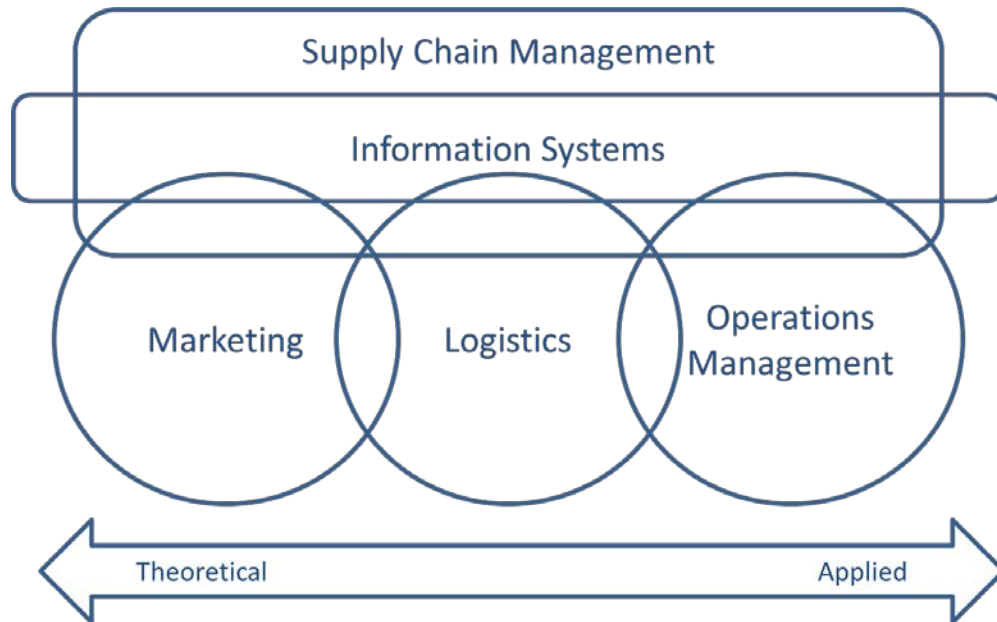 Supply Chain Management
Information Systems
Marketing
Logistics
Operations
Management
Theoretical
Applied